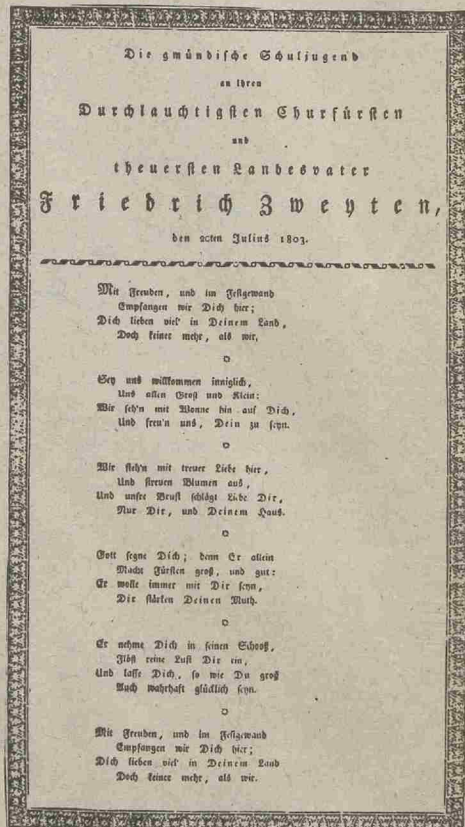 Die gmündische Schuljugend
an ihren
Durchlauchtigsten Churfürsten
und
theuersten Landesvater
Friedrich Zweyten,
den 20ten Julius 1803.
Mit Freuden, und im Festgewand
Empfangen wir Dich hier;
Dich lieben viel' in Deinem Land,
Doch keiner mehr, als wir,
Sey uns willkommen inniglich,
Uns allen Groß und Klein:
Wir seh'n mit Wonne hin auf Dich,
Und freu'n uns, Dein zu seyn.
Wir steh'n mit treuer Liebe hier,
Und streuen Blumen aus,
Und unsre Brust schlägt Liebe Dir,
Nur Dir, und Deinem Haus.
Gott segne Dich; denn Er allein
Macht Fürsten groß, und gut:
Er wolle immer mit Dir seyn,
Dir stärken Deinen Muth.
Er nehme Dich in seinen Schooß,
Flöß reine Lust Dir ein,
Und lasse Dich, so wie Du groß
Auch wahrhaft glücklich seyn.
Mit Freuden, und im Festgewand
Empfangen wir Dich hier;
Dich lieben viel' in Deinem Land
Doch keiner mehr, als wir.